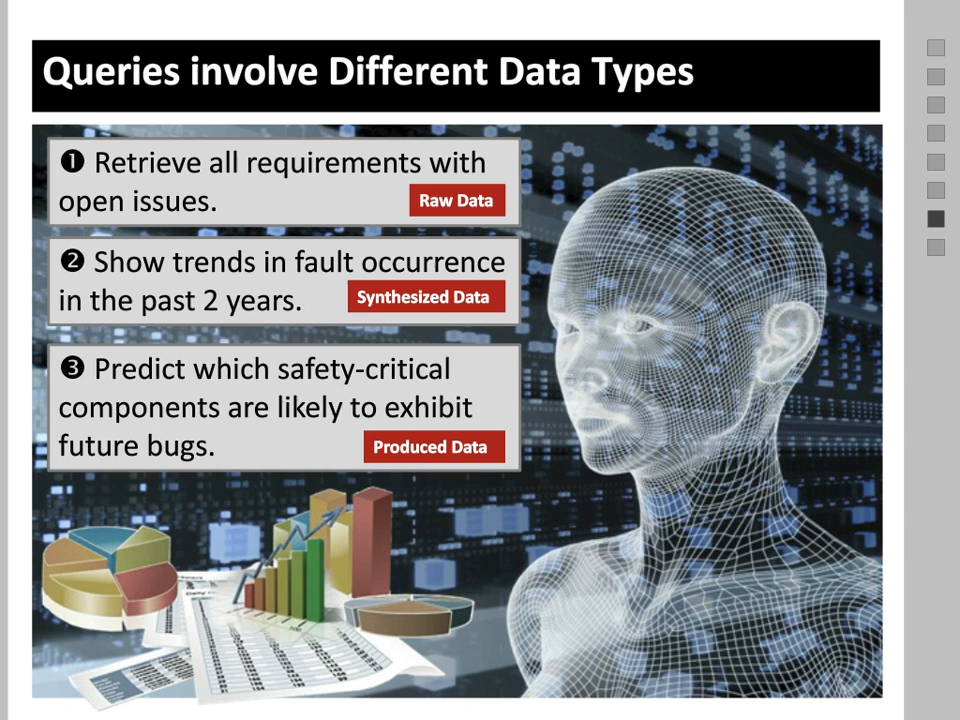 Queries involve Different Data Types
❶ Retrieve all requirements with
open issues.
Raw Data
❷ Show trends in fault occurrence
in the past 2 years.
Synthesized Data
❸ Predict which safety-critical
components are likely to exhibit
future bugs.
Produced Data